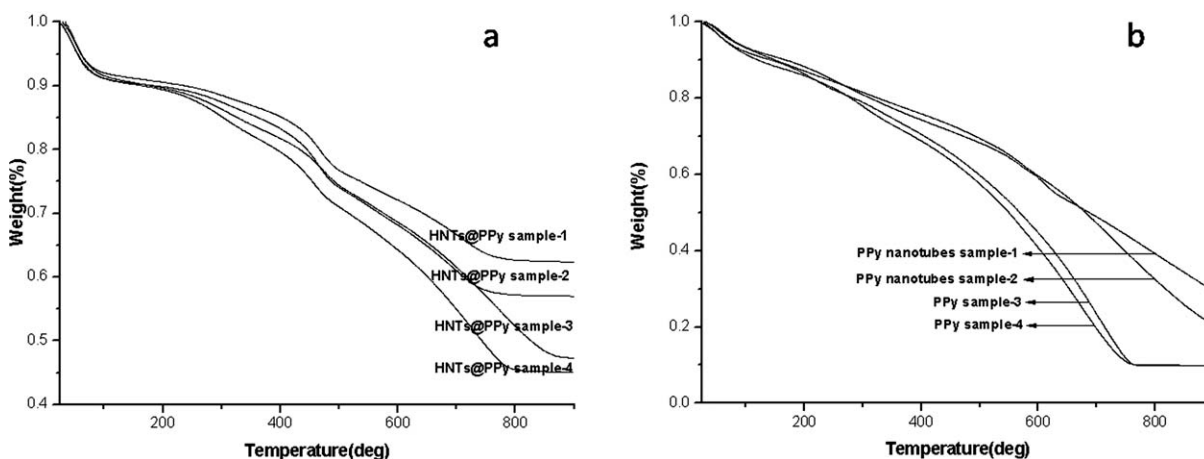 a
1.0
0.9
0.8
0.7
0.6
0.5
0.4
Weight(%)
HNTs@PPy sample-1
HNTs@PPy sample-2
HNTs@PPy sample-3
HNTs@PPy sample-4
200 400 600 800
Temperature(deg)
b
1.0
0.8
0.6
0.4
0.2
0.0
Weight(%)
PPy nanotubes sample-1
PPy nanotubes sample-2
PPy sample-3
PPy sample-4
200 400 600 800
Temperature(deg)